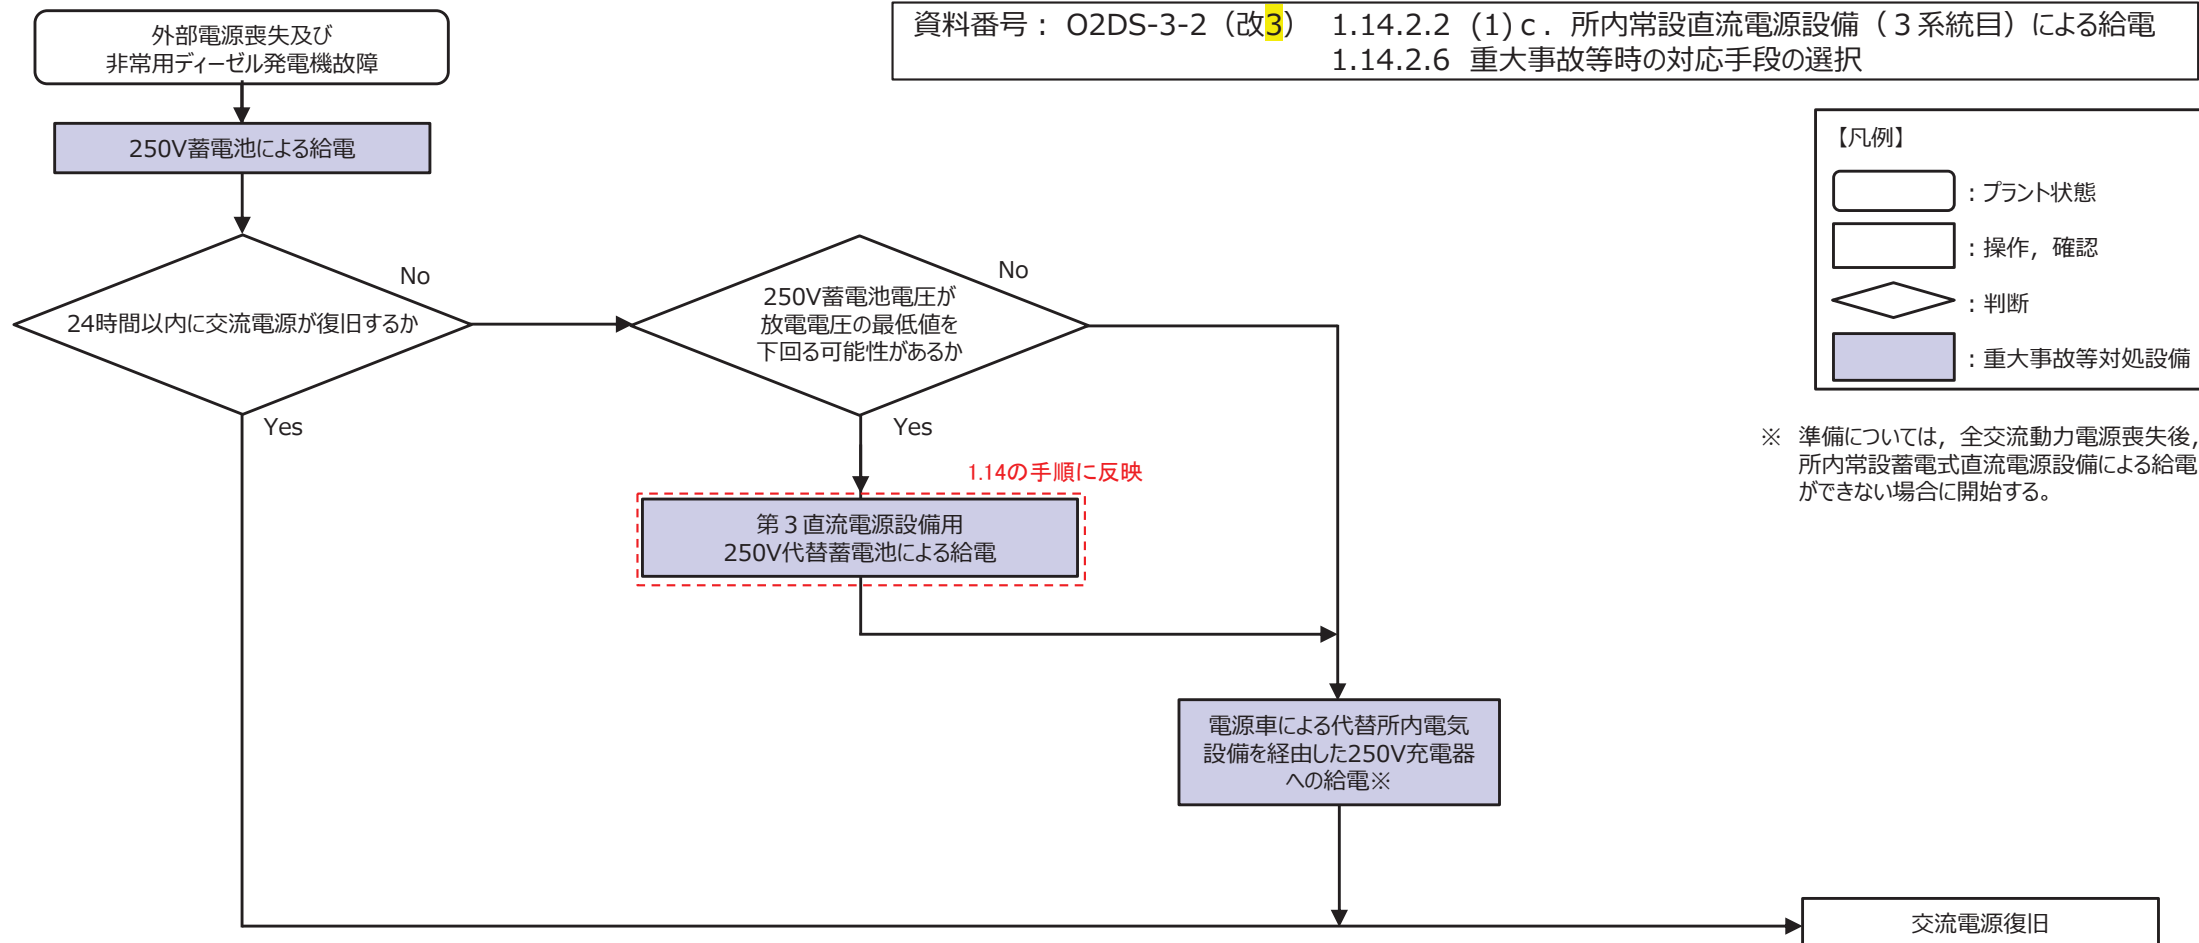 資料番号： O2DS-3-2（改3） 1.14.2.2 (1)ｃ．所内常設直流電源設備（３系統目）による給電
1.14.2.6 重大事故等時の対応手段の選択
外部電源喪失及び
非常用ディーゼル発電機故障
250V蓄電池による給電
24時間以内に交流電源が復旧するか
No
Yes
250V蓄電池電圧が
放電電圧の最低値を
下回る可能性があるか
No
Yes
1.14の手順に反映
第３直流電源設備用
250V代替蓄電池による給電
電源車による代替所内電気
設備を経由した250V充電器
への給電※
交流電源復旧
【凡例】
：プラント状態
：操作，確認
：判断
：重大事故等対処設備
※ 準備については，全交流動力電源喪失後，
所内常設蓄電式直流電源設備による給電
ができない場合に開始する。